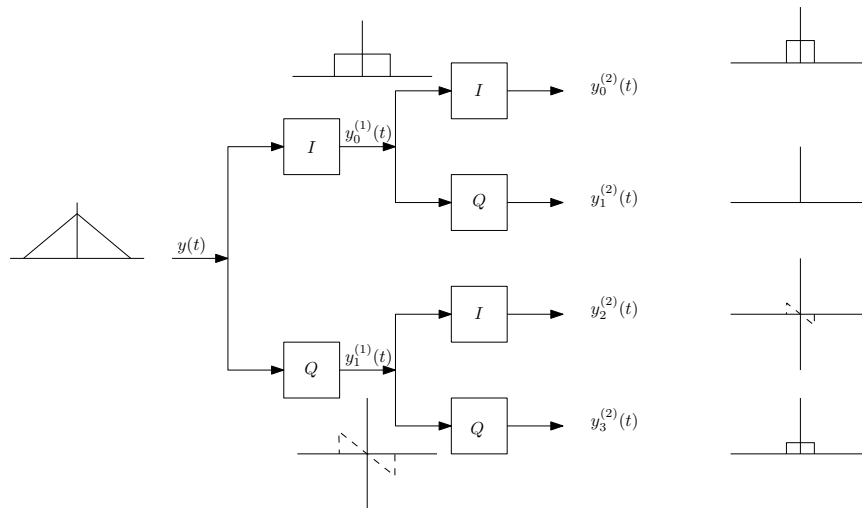 I
y_0^{(2)}(t)
I
y_0^{(1)}(t)
Q
y_1^{(2)}(t)
y(t)
I
y_2^{(2)}(t)
Q
y_1^{(1)}(t)
Q
y_3^{(2)}(t)